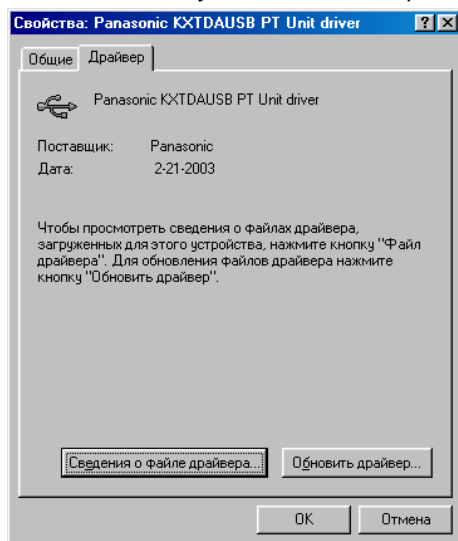 Свойства: Panasonic KXTDAUSB PT Unit driver
Общие Драйвер
Panasonic KXTDAUSB PT Unit driver
Поставщик: Panasonic
Дата: 2-21-2003
Чтобы просмотреть сведения о файлах драйвера,
загруженных для этого устройства, нажмите кнопку "Файл
драйвера". Для обновления файлов драйвера нажмите
кнопку "Обновить драйвер".
Сведения о файле драйвера... Обновить драйвер...
OK Отмена